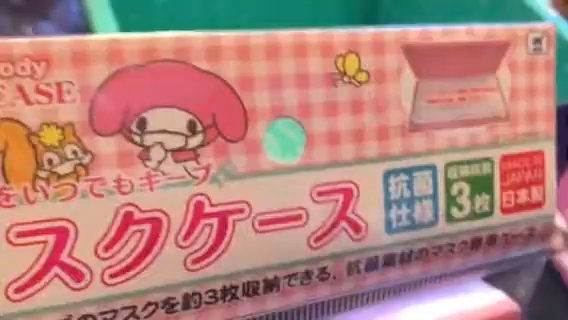 ody
CASE
をいつでもキープ
スクケース
抗菌
仕様
収納枚数
3枚
MADE IN
JAPAN
日本製
のマスクを約3枚収納できる、抗菌素材のマスク専用ケース